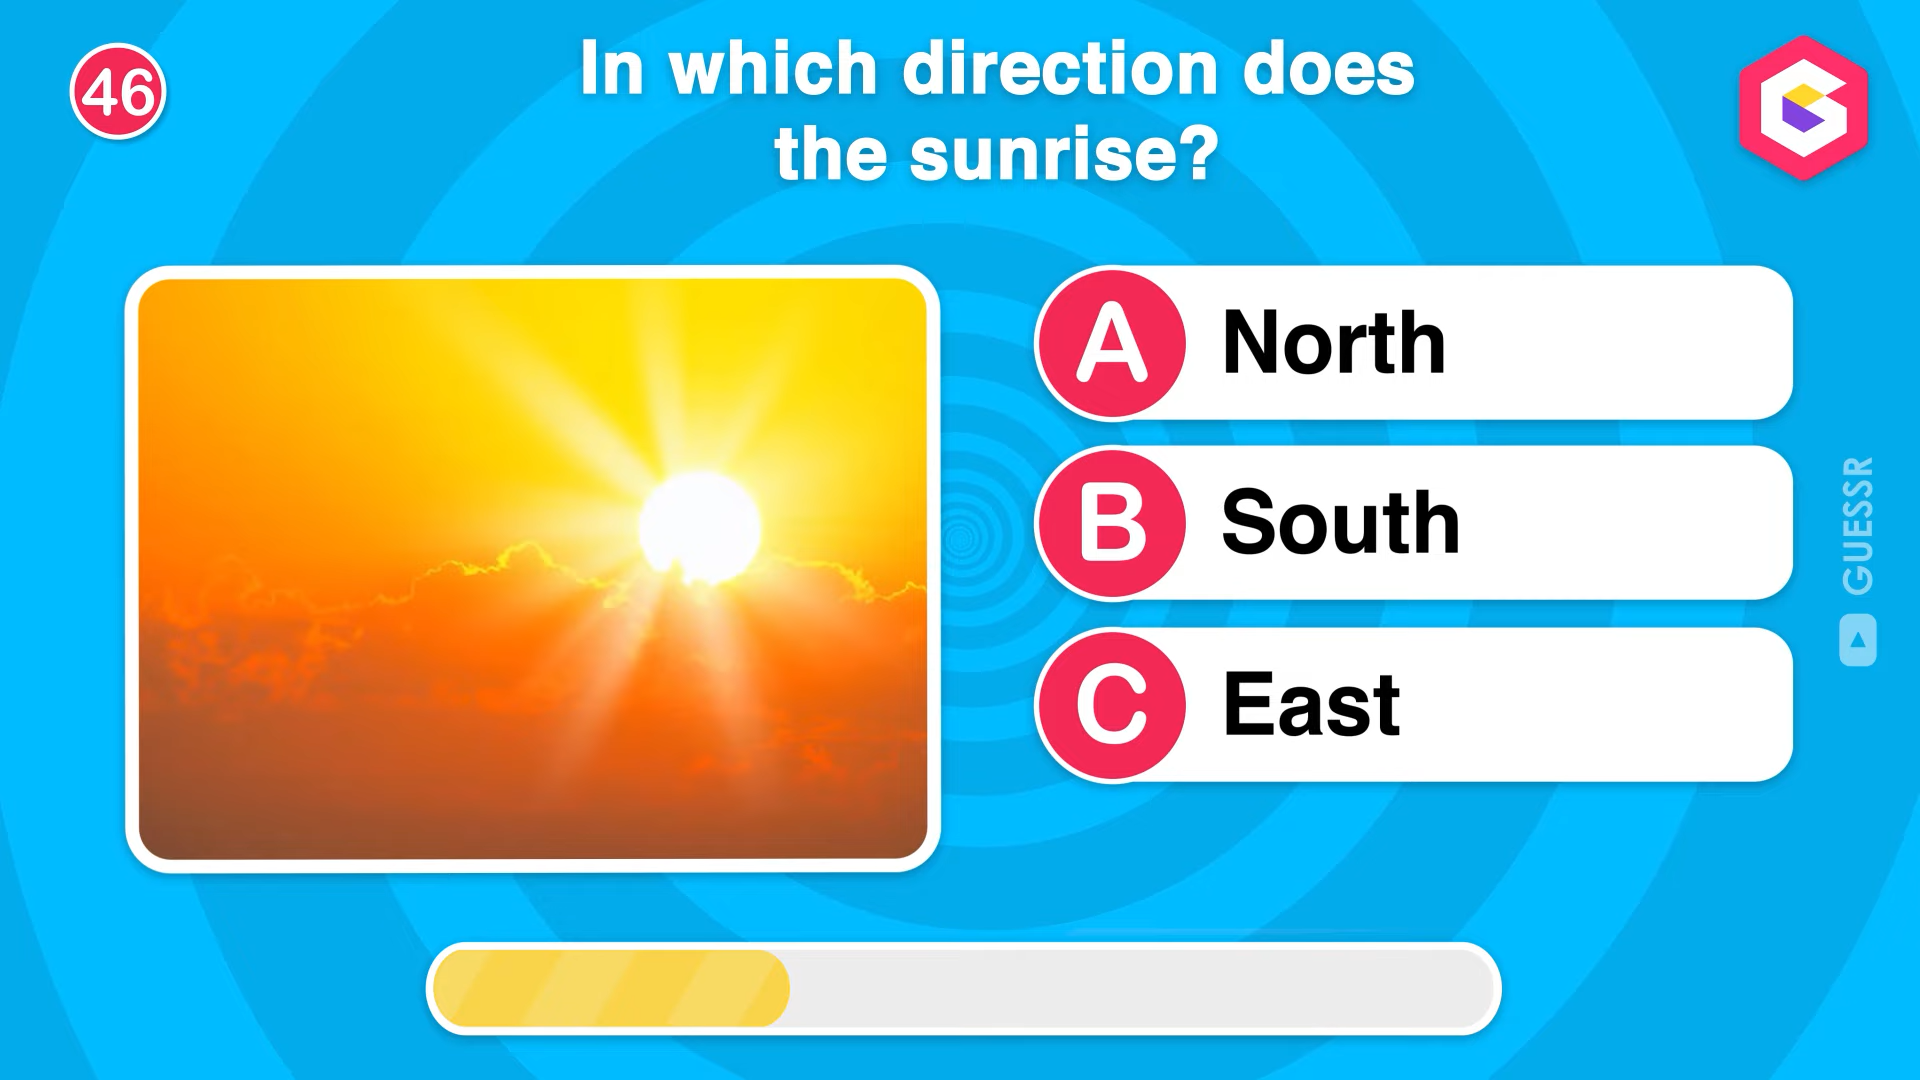 46
In which direction does
the sunrise?
A North
B South
C East
GUESSR